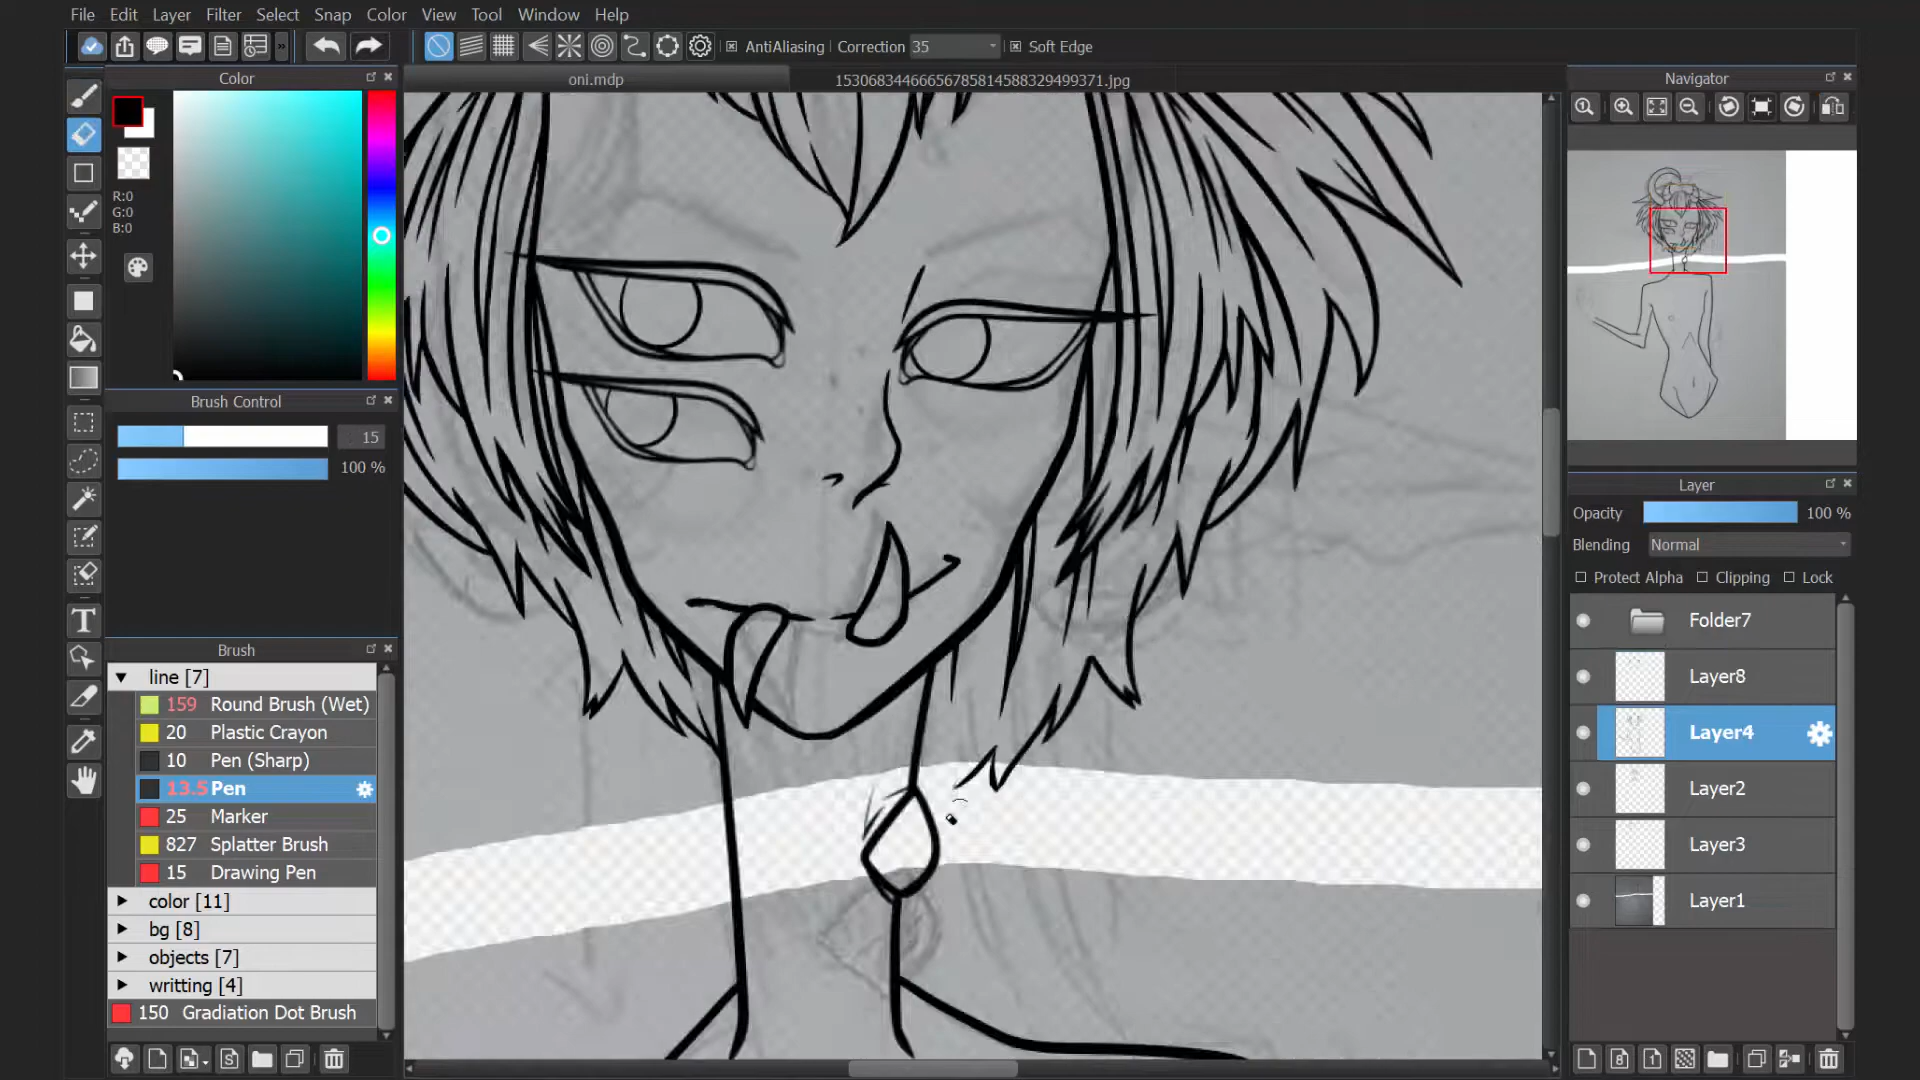 File Edit Layer Filter Select Snap Color View Tool Window Help
» AntiAliasing Correction 35 Soft Edge
Color
oni.mdp
15306834466656785814588329499371.jpg
Navigator
R:0
G:0
B:0
Brush Control
15
100 %
Layer
Opacity 100 %
Blending Normal
Protect Alpha Clipping Lock
Folder7
Layer8
Layer4
Layer2
Layer3
Layer1
Brush
line [7]
159 Round Brush (Wet)
20 Plastic Crayon
10 Pen (Sharp)
13.5 Pen
25 Marker
827 Splatter Brush
15 Drawing Pen
color [11]
bg [8]
objects [7]
writting [4]
150 Gradiation Dot Brush